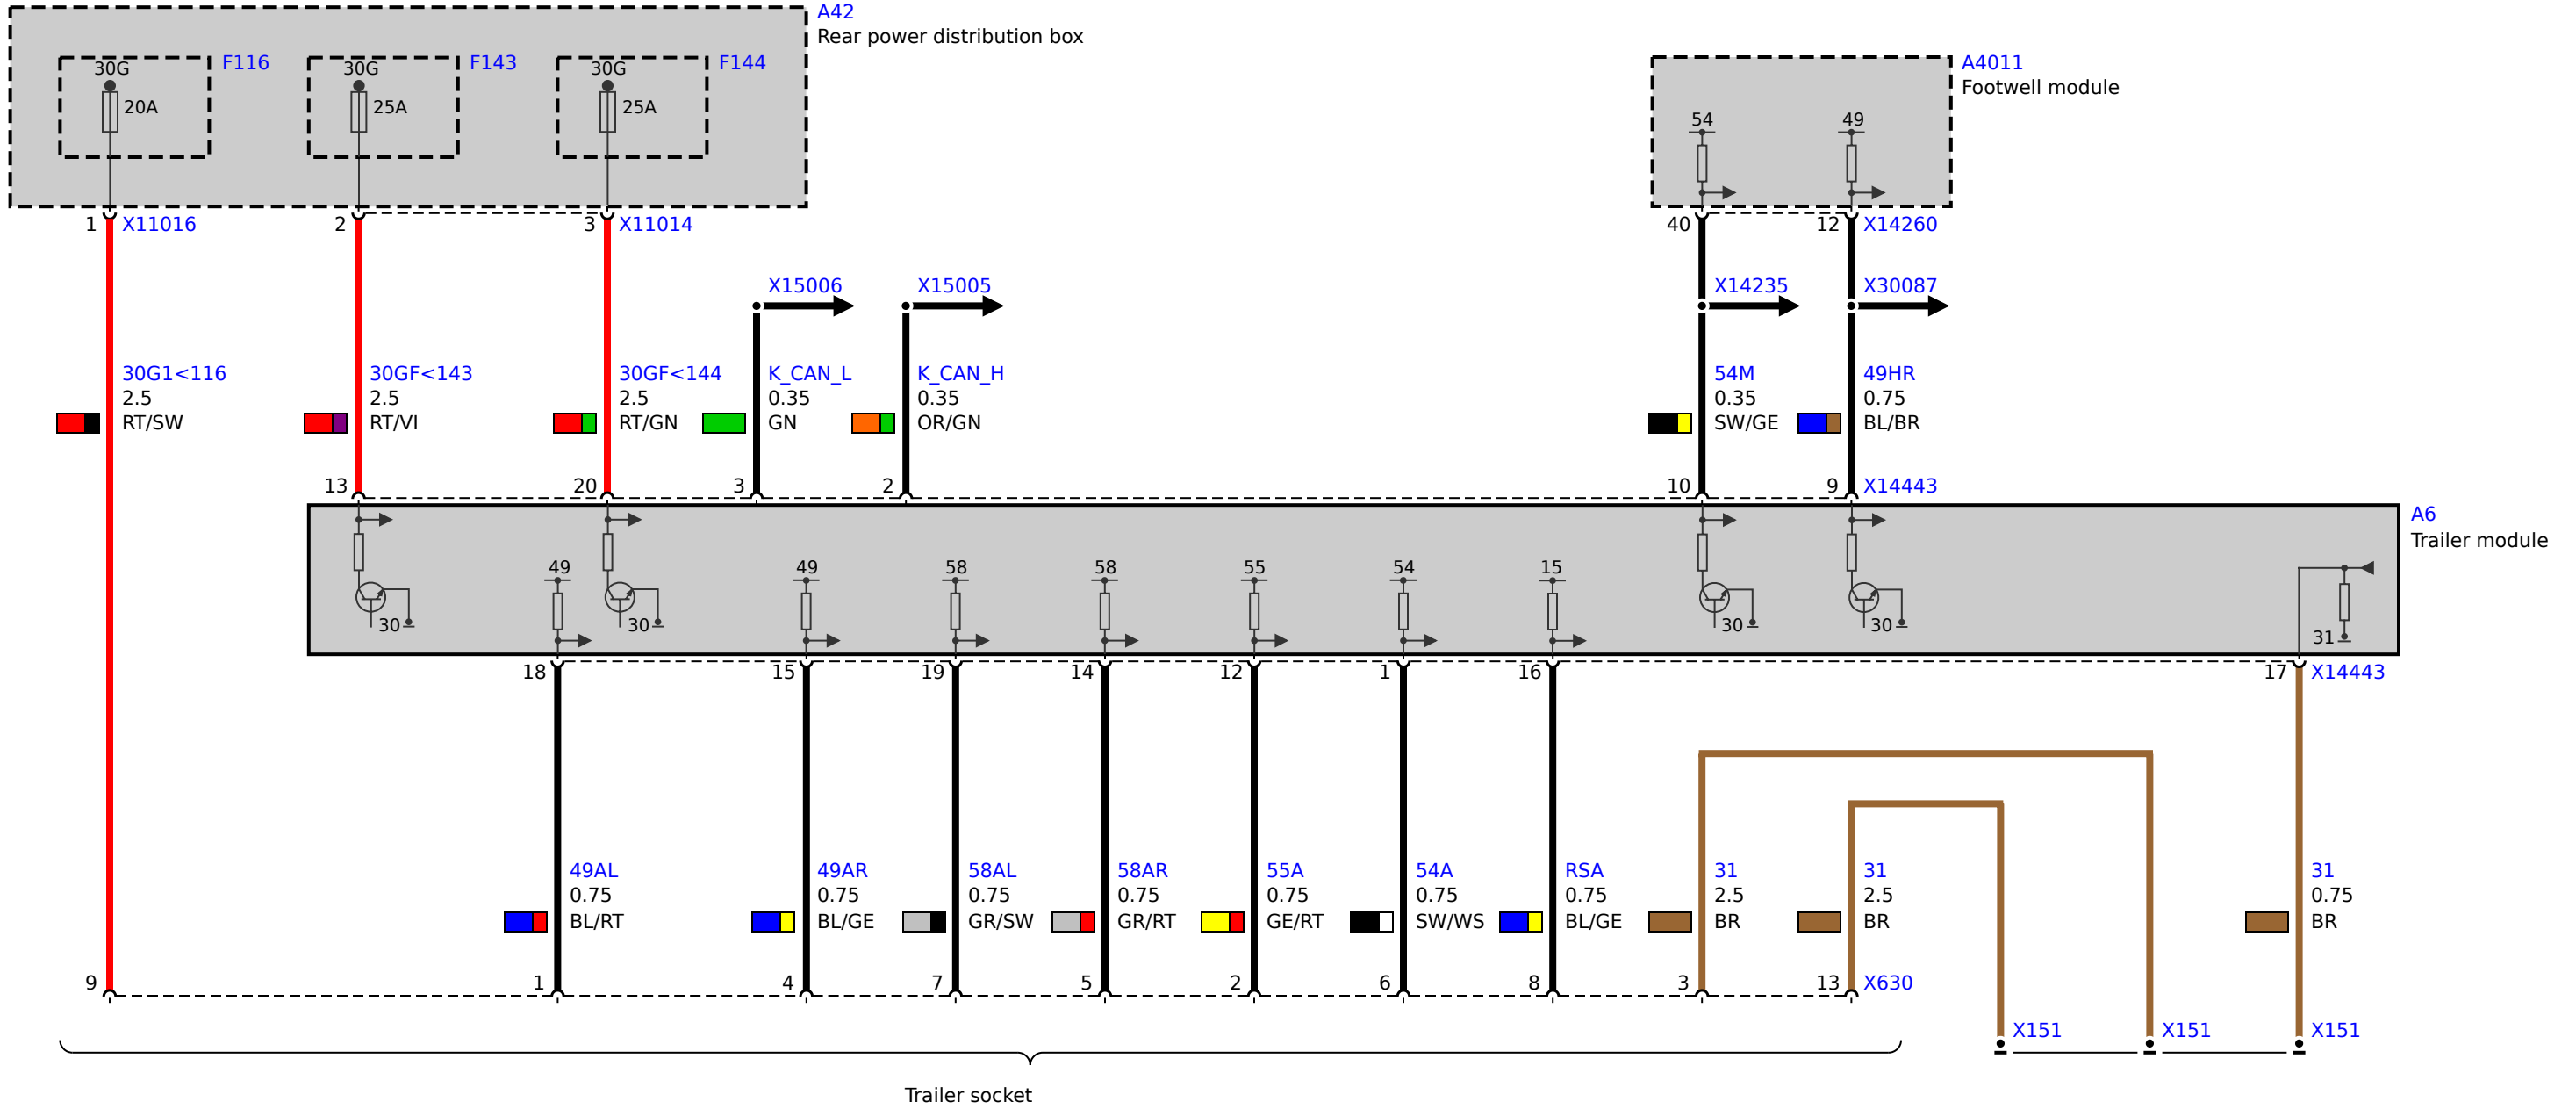 A42
Rear power distribution box
30G
F116
30G
F143
30G
F144
20A
25A
25A
A4011
Footwell module
54
49
1
X11016
2
3
X11014
40
12
X14260
X15006
X15005
X14235
X30087
30G1<116
2.5
RT/SW
30GF<143
2.5
RT/VI
30GF<144
2.5
RT/GN
K_CAN_L
0.35
GN
K_CAN_H
0.35
OR/GN
54M
0.35
SW/GE
49HR
0.75
BL/BR
13
20
3
2
10
9
X14443
A6
Trailer module
49
49
58
58
55
54
15
30
30
30
30
31
18
15
19
14
12
1
16
17
X14443
49AL
0.75
BL/RT
49AR
0.75
BL/GE
58AL
0.75
GR/SW
58AR
0.75
GR/RT
55A
0.75
GE/RT
54A
0.75
SW/WS
RSA
0.75
BL/GE
31
2.5
BR
31
2.5
BR
31
0.75
BR
9
1
4
7
5
2
6
8
3
13
X630
X151
X151
X151
Trailer socket